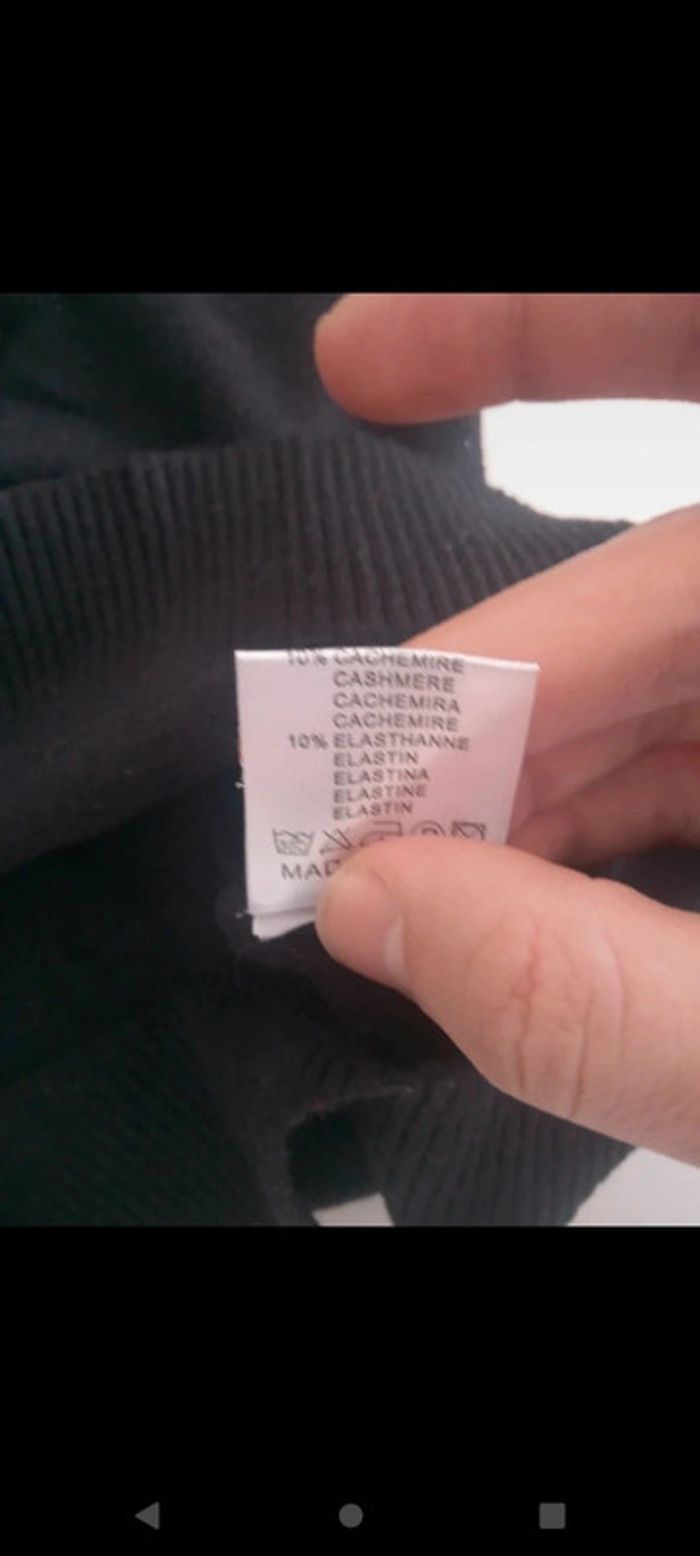 10% CACHEMIRE
CASHMERE
CACHEMIRA
CACHEMIRE
10% ELASTHANNE
ELASTIN
ELASTINA
ELASTINE
ELASTIN